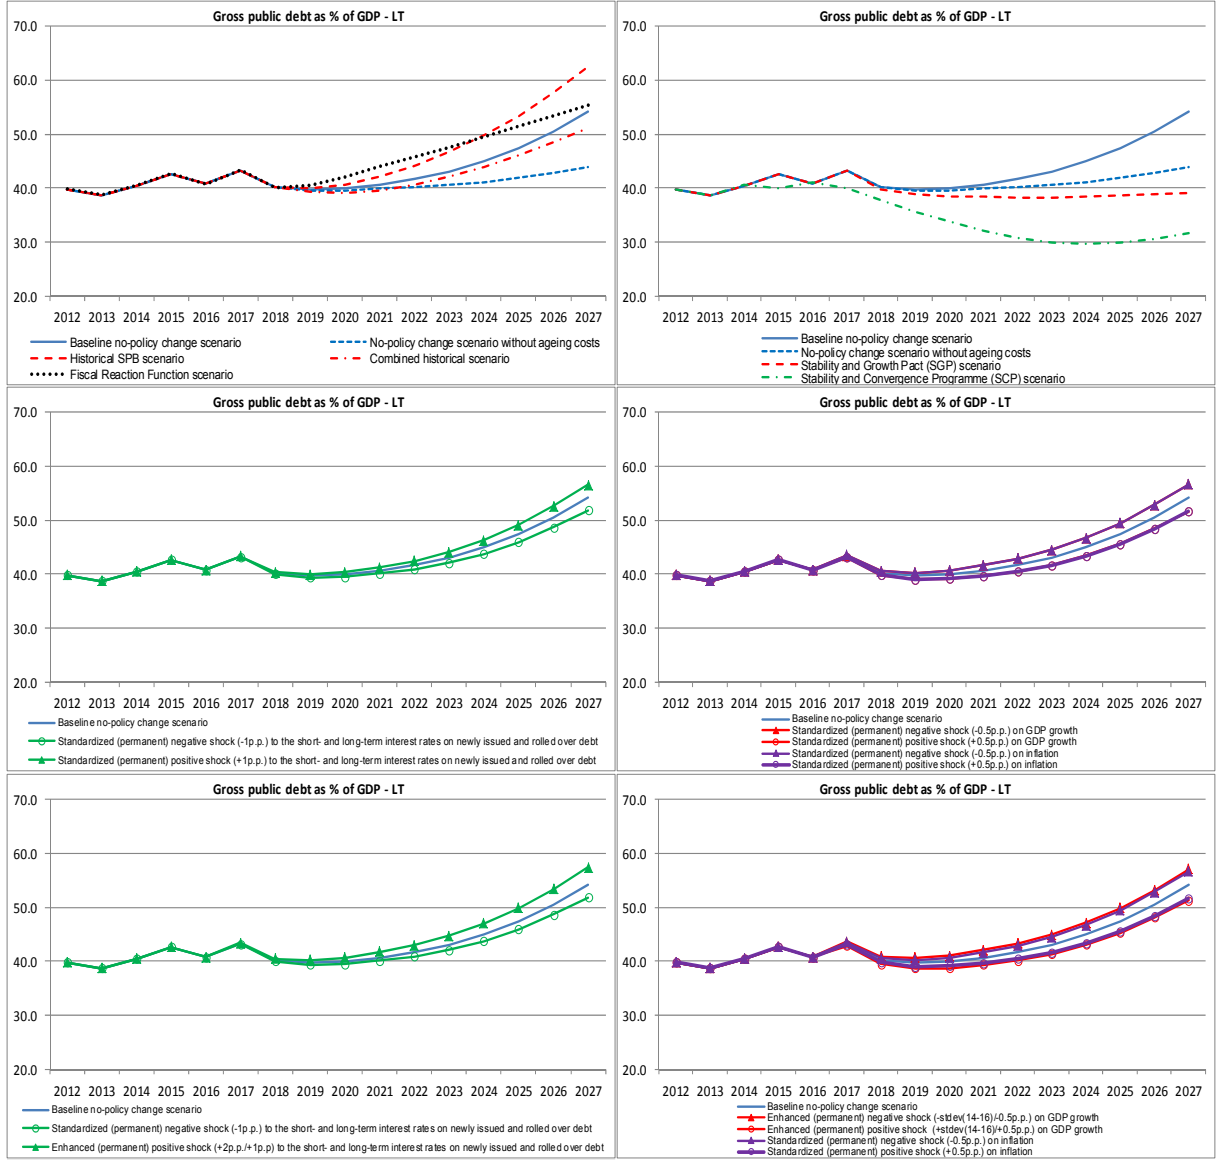 Gross public debt as % of GDP - LT
70.0
60.0
50.0
40.0
30.0
20.0
2012 2013 2014 2015 2016 2017 2018 2019 2020 2021 2022 2023 2024 2025 2026 2027
Baseline no-policy change scenario
No-policy change scenario without ageing costs
Historical SPB scenario
Combined historical scenario
Fiscal Reaction Function scenario
Gross public debt as % of GDP - LT
70.0
60.0
50.0
40.0
30.0
20.0
2012 2013 2014 2015 2016 2017 2018 2019 2020 2021 2022 2023 2024 2025 2026 2027
Baseline no-policy change scenario
No-policy change scenario without ageing costs
Stability and Growth Pact (SGP) scenario
Stability and Convergence Programme (SCP) scenario
Gross public debt as % of GDP - LT
70.0
60.0
50.0
40.0
30.0
20.0
2012 2013 2014 2015 2016 2017 2018 2019 2020 2021 2022 2023 2024 2025 2026 2027
Baseline no-policy change scenario
Standardized (permanent) negative shock (-1p.p.) to the short- and long-term interest rates on newly issued and rolled over debt
Standardized (permanent) positive shock (+1p.p.) to the short- and long-term interest rates on newly issued and rolled over debt
Gross public debt as % of GDP - LT
70.0
60.0
50.0
40.0
30.0
20.0
2012 2013 2014 2015 2016 2017 2018 2019 2020 2021 2022 2023 2024 2025 2026 2027
Baseline no-policy change scenario
Standardized (permanent) negative shock (-0.5p.p.) on GDP growth
Standardized (permanent) positive shock (+0.5p.p.) on GDP growth
Standardized (permanent) negative shock (-0.5p.p.) on inflation
Standardized (permanent) positive shock (+0.5p.p.) on inflation
Gross public debt as % of GDP - LT
70.0
60.0
50.0
40.0
30.0
20.0
2012 2013 2014 2015 2016 2017 2018 2019 2020 2021 2022 2023 2024 2025 2026 2027
Baseline no-policy change scenario
Standardized (permanent) negative shock (-1p.p.) to the short- and long-term interest rates on newly issued and rolled over debt
Enhanced (permanent) positive shock (+2p.p./+1p.p) to the short- and long-term interest rates on newly issued and rolled over debt
Gross public debt as % of GDP - LT
70.0
60.0
50.0
40.0
30.0
20.0
2012 2013 2014 2015 2016 2017 2018 2019 2020 2021 2022 2023 2024 2025 2026 2027
Baseline no-policy change scenario
Enhanced (permanent) negative shock (-stdev(14-16)/-0.5p.p.) on GDP growth
Enhanced (permanent) positive shock (+stdev(14-16)/+0.5p.p.) on GDP growth
Standardized (permanent) negative shock (-0.5p.p.) on inflation
Standardized (permanent) positive shock (+0.5p.p.) on inflation